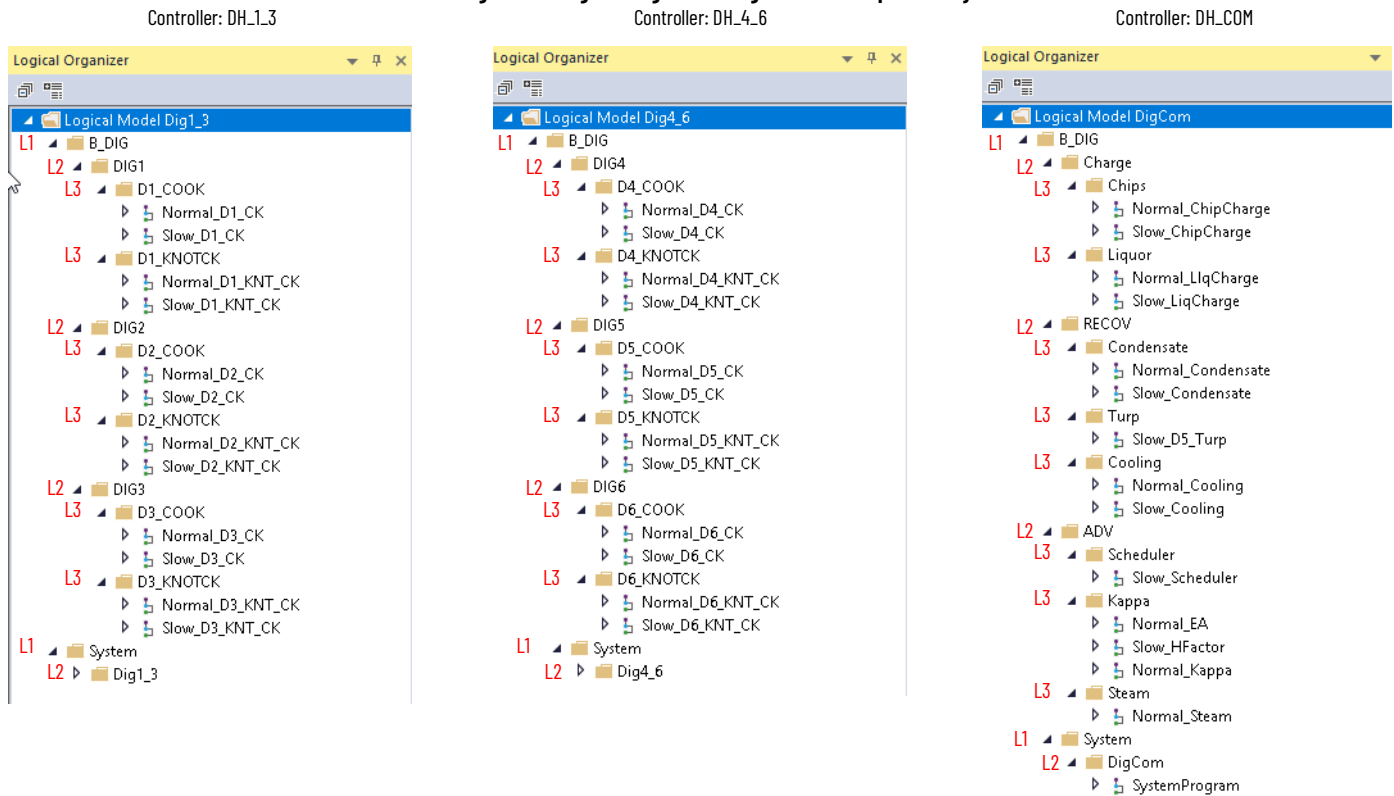 Controller: DH_1_3
Logical Organizer
Logical Model Dig1_3
L1 B_DIG
L2 DIG1
L3 D1_COOK
Normal_D1_CK
Slow_D1_CK
L3 D1_KNOTCK
Normal_D1_KNT_CK
Slow_D1_KNT_CK
L2 DIG2
L3 D2_COOK
Normal_D2_CK
Slow_D2_CK
L3 D2_KNOTCK
Normal_D2_KNT_CK
Slow_D2_KNT_CK
L2 DIG3
L3 D3_COOK
Normal_D3_CK
Slow_D3_CK
L3 D3_KNOTCK
Normal_D3_KNT_CK
Slow_D3_KNT_CK
L1 System
L2 Dig1_3
Controller: DH_4_6
Logical Organizer
Logical Model Dig4_6
L1 B_DIG
L2 DIG4
L3 D4_COOK
Normal_D4_CK
Slow_D4_CK
L3 D4_KNOTCK
Normal_D4_KNT_CK
Slow_D4_KNT_CK
L2 DIG5
L3 D5_COOK
Normal_D5_CK
Slow_D5_CK
L3 D5_KNOTCK
Normal_D5_KNT_CK
Slow_D5_KNT_CK
L2 DIG6
L3 D6_COOK
Normal_D6_CK
Slow_D6_CK
L3 D6_KNOTCK
Normal_D6_KNT_CK
Slow_D6_KNT_CK
L1 System
L2 Dig4_6
Controller: DH_COM
Logical Organizer
Logical Model DigCom
L1 B_DIG
L2 Charge
L3 Chips
Normal_ChipCharge
Slow_ChipCharge
L3 Liquor
Normal_LIqCharge
Slow_LiqCharge
L2 RECOV
L3 Condensate
Normal_Condensate
Slow_Condensate
L3 Turp
Slow_D5_Turp
L3 Cooling
Normal_Cooling
Slow_Cooling
L2 ADV
L3 Scheduler
Slow_Scheduler
L3 Kappa
Normal_EA
Slow_HFactor
Normal_Kappa
L3 Steam
Normal_Steam
L1 System
L2 DigCom
SystemProgram